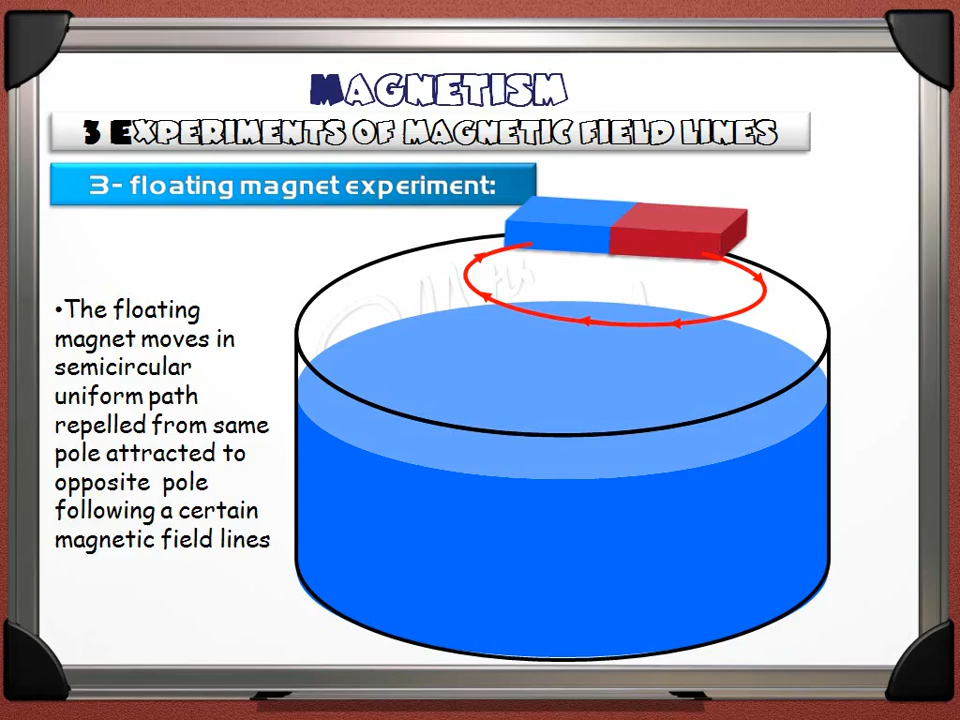 MAGNETISM
3 EXPERIMENTS OF MAGNETIC FIELD LINES
3- floating magnet experiment:
•The floating
magnet moves in
semicircular
uniform path
repelled from same
pole attracted to
opposite pole
following a certain
magnetic field lines